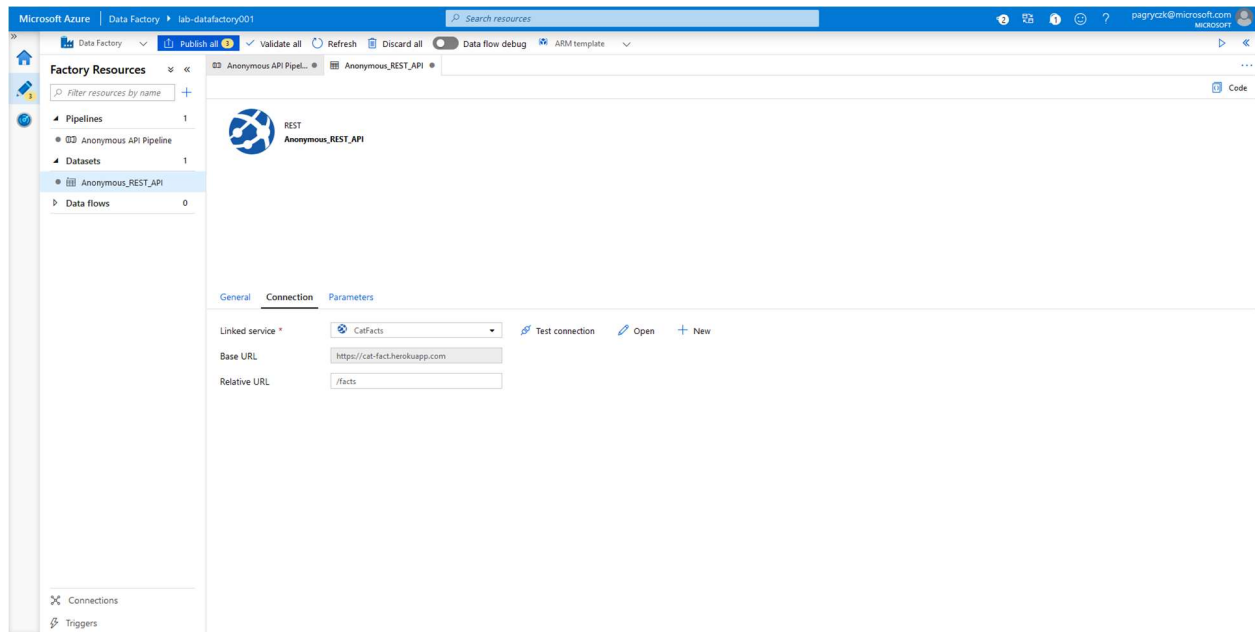 Microsoft Azure Data Factory lab-datafactory001 Search resources 2 1 ? pagryczk@microsoft.com
MICROSOFT
» Data Factory Publish all 3 Validate all Refresh Discard all Data flow debug ARM template «
Factory Resources « Anonymous API Pipel... Anonymous_REST_API ...
3 Filter resources by name + Code
Pipelines 1
REST
Anonymous API Pipeline Anonymous_REST_API
Datasets 1
Anonymous_REST_API
Data flows 0
General Connection Parameters
Linked service * CatFacts Test connection Open + New
Base URL https://cat-fact.herokuapp.com
Relative URL /facts
Connections
Triggers